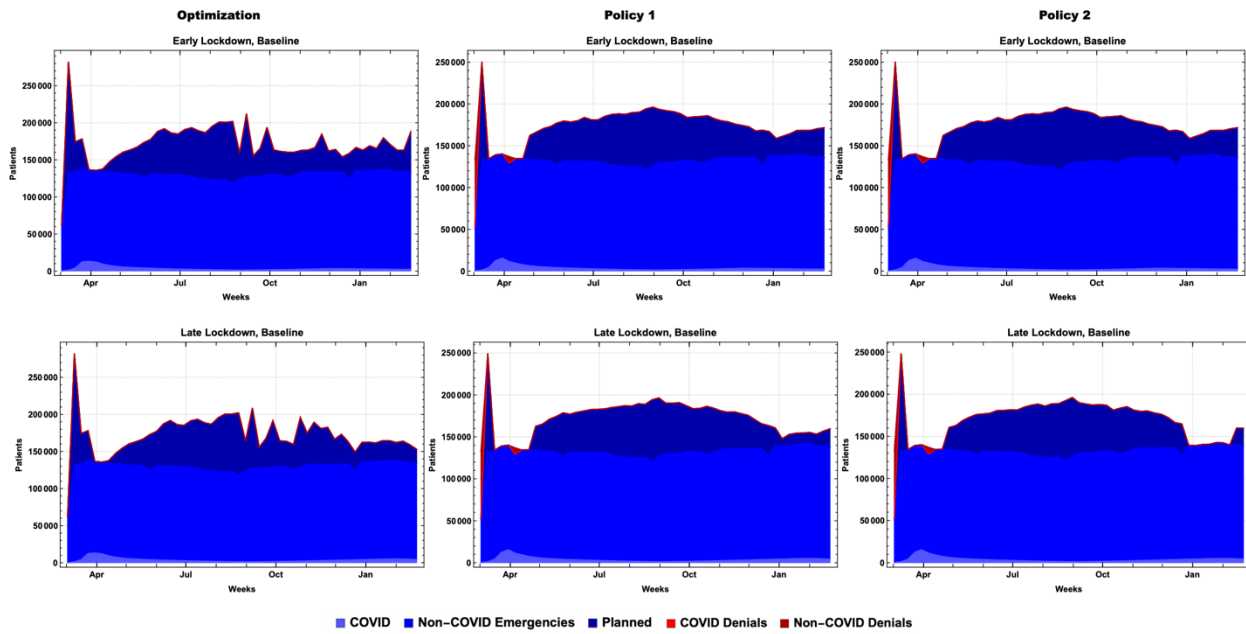 Optimization
Policy 1
Policy 2
Early Lockdown, Baseline
Early Lockdown, Baseline
Early Lockdown, Baseline
Patients
250 000
200 000
150 000
100 000
50 000
0
Apr Jul Oct Jan
Weeks
Patients
250 000
200 000
150 000
100 000
50 000
0
Apr Jul Oct Jan
Weeks
Patients
250 000
200 000
150 000
100 000
50 000
0
Apr Jul Oct Jan
Weeks
Late Lockdown, Baseline
Late Lockdown, Baseline
Late Lockdown, Baseline
Patients
250 000
200 000
150 000
100 000
50 000
0
Apr Jul Oct Jan
Weeks
Patients
250 000
200 000
150 000
100 000
50 000
0
Apr Jul Oct Jan
Weeks
Patients
250 000
200 000
150 000
100 000
50 000
0
Apr Jul Oct Jan
Weeks
COVID Non-COVID Emergencies Planned COVID Denials Non-COVID Denials